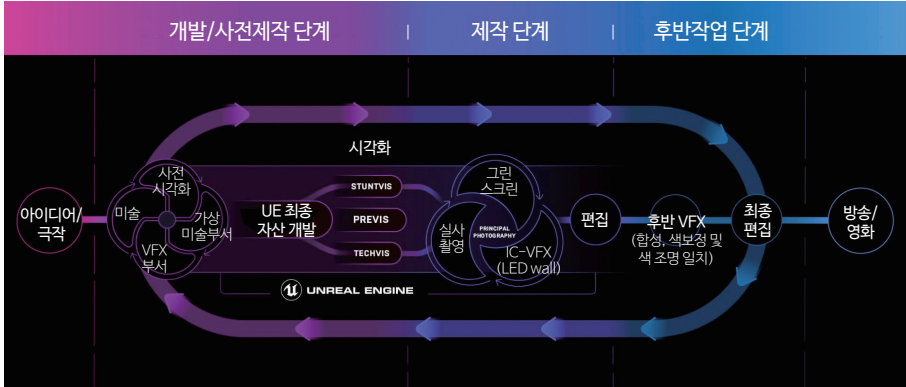 개발/사전제작 단계
제작 단계
후반작업 단계
시각화
아이디어/
극작
사전
시각화
미술
가상
미술부서
VFX
부서
UE 최종
자산 개발
STUNTVIS
PREVIS
TECHVIS
그린
스크린
실사
촬영
PRINCIPAL
PHOTOGRAPHY
IC-VFX
(LED wall)
편집
후반 VFX
(합성, 색보정 및
색 조명 일치)
최종
편집
방송/
영화
UNREAL ENGINE